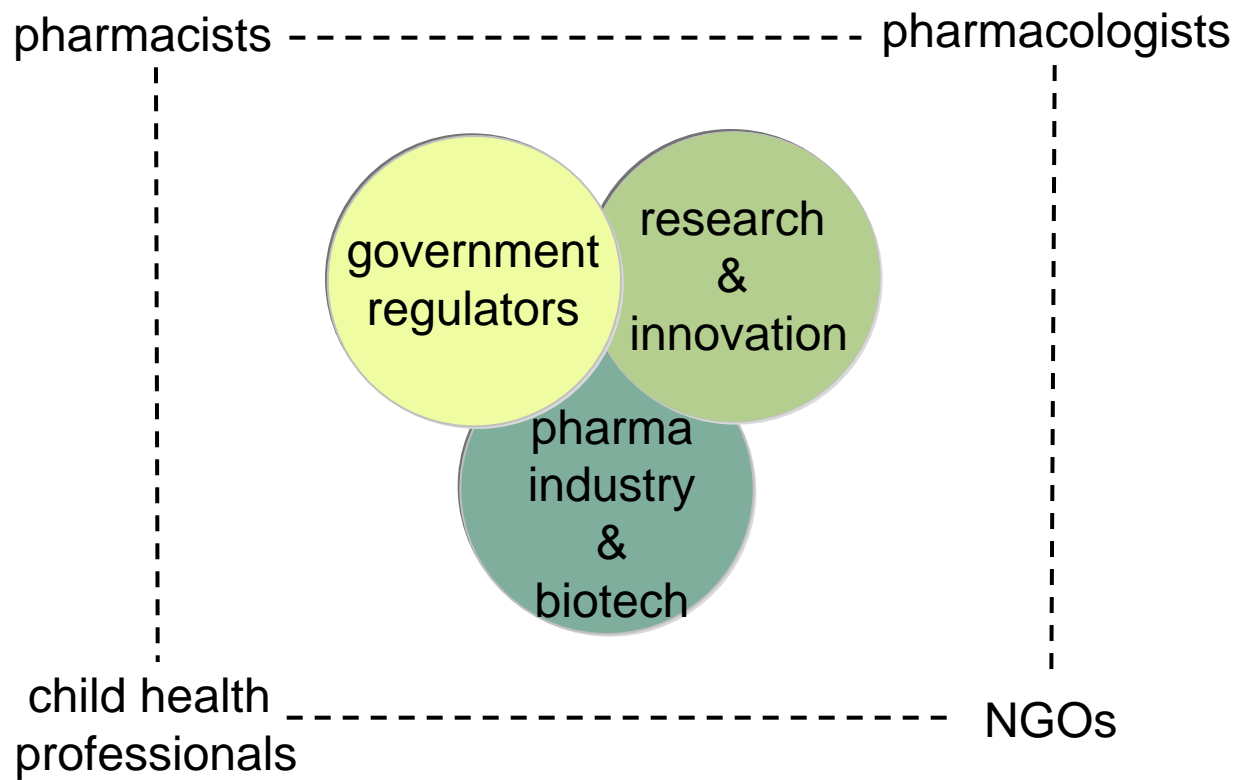 pharmacists
pharmacologists
government
regulators
research
&
innovation
pharma
industry
&
biotech
child health
professionals
NGOs